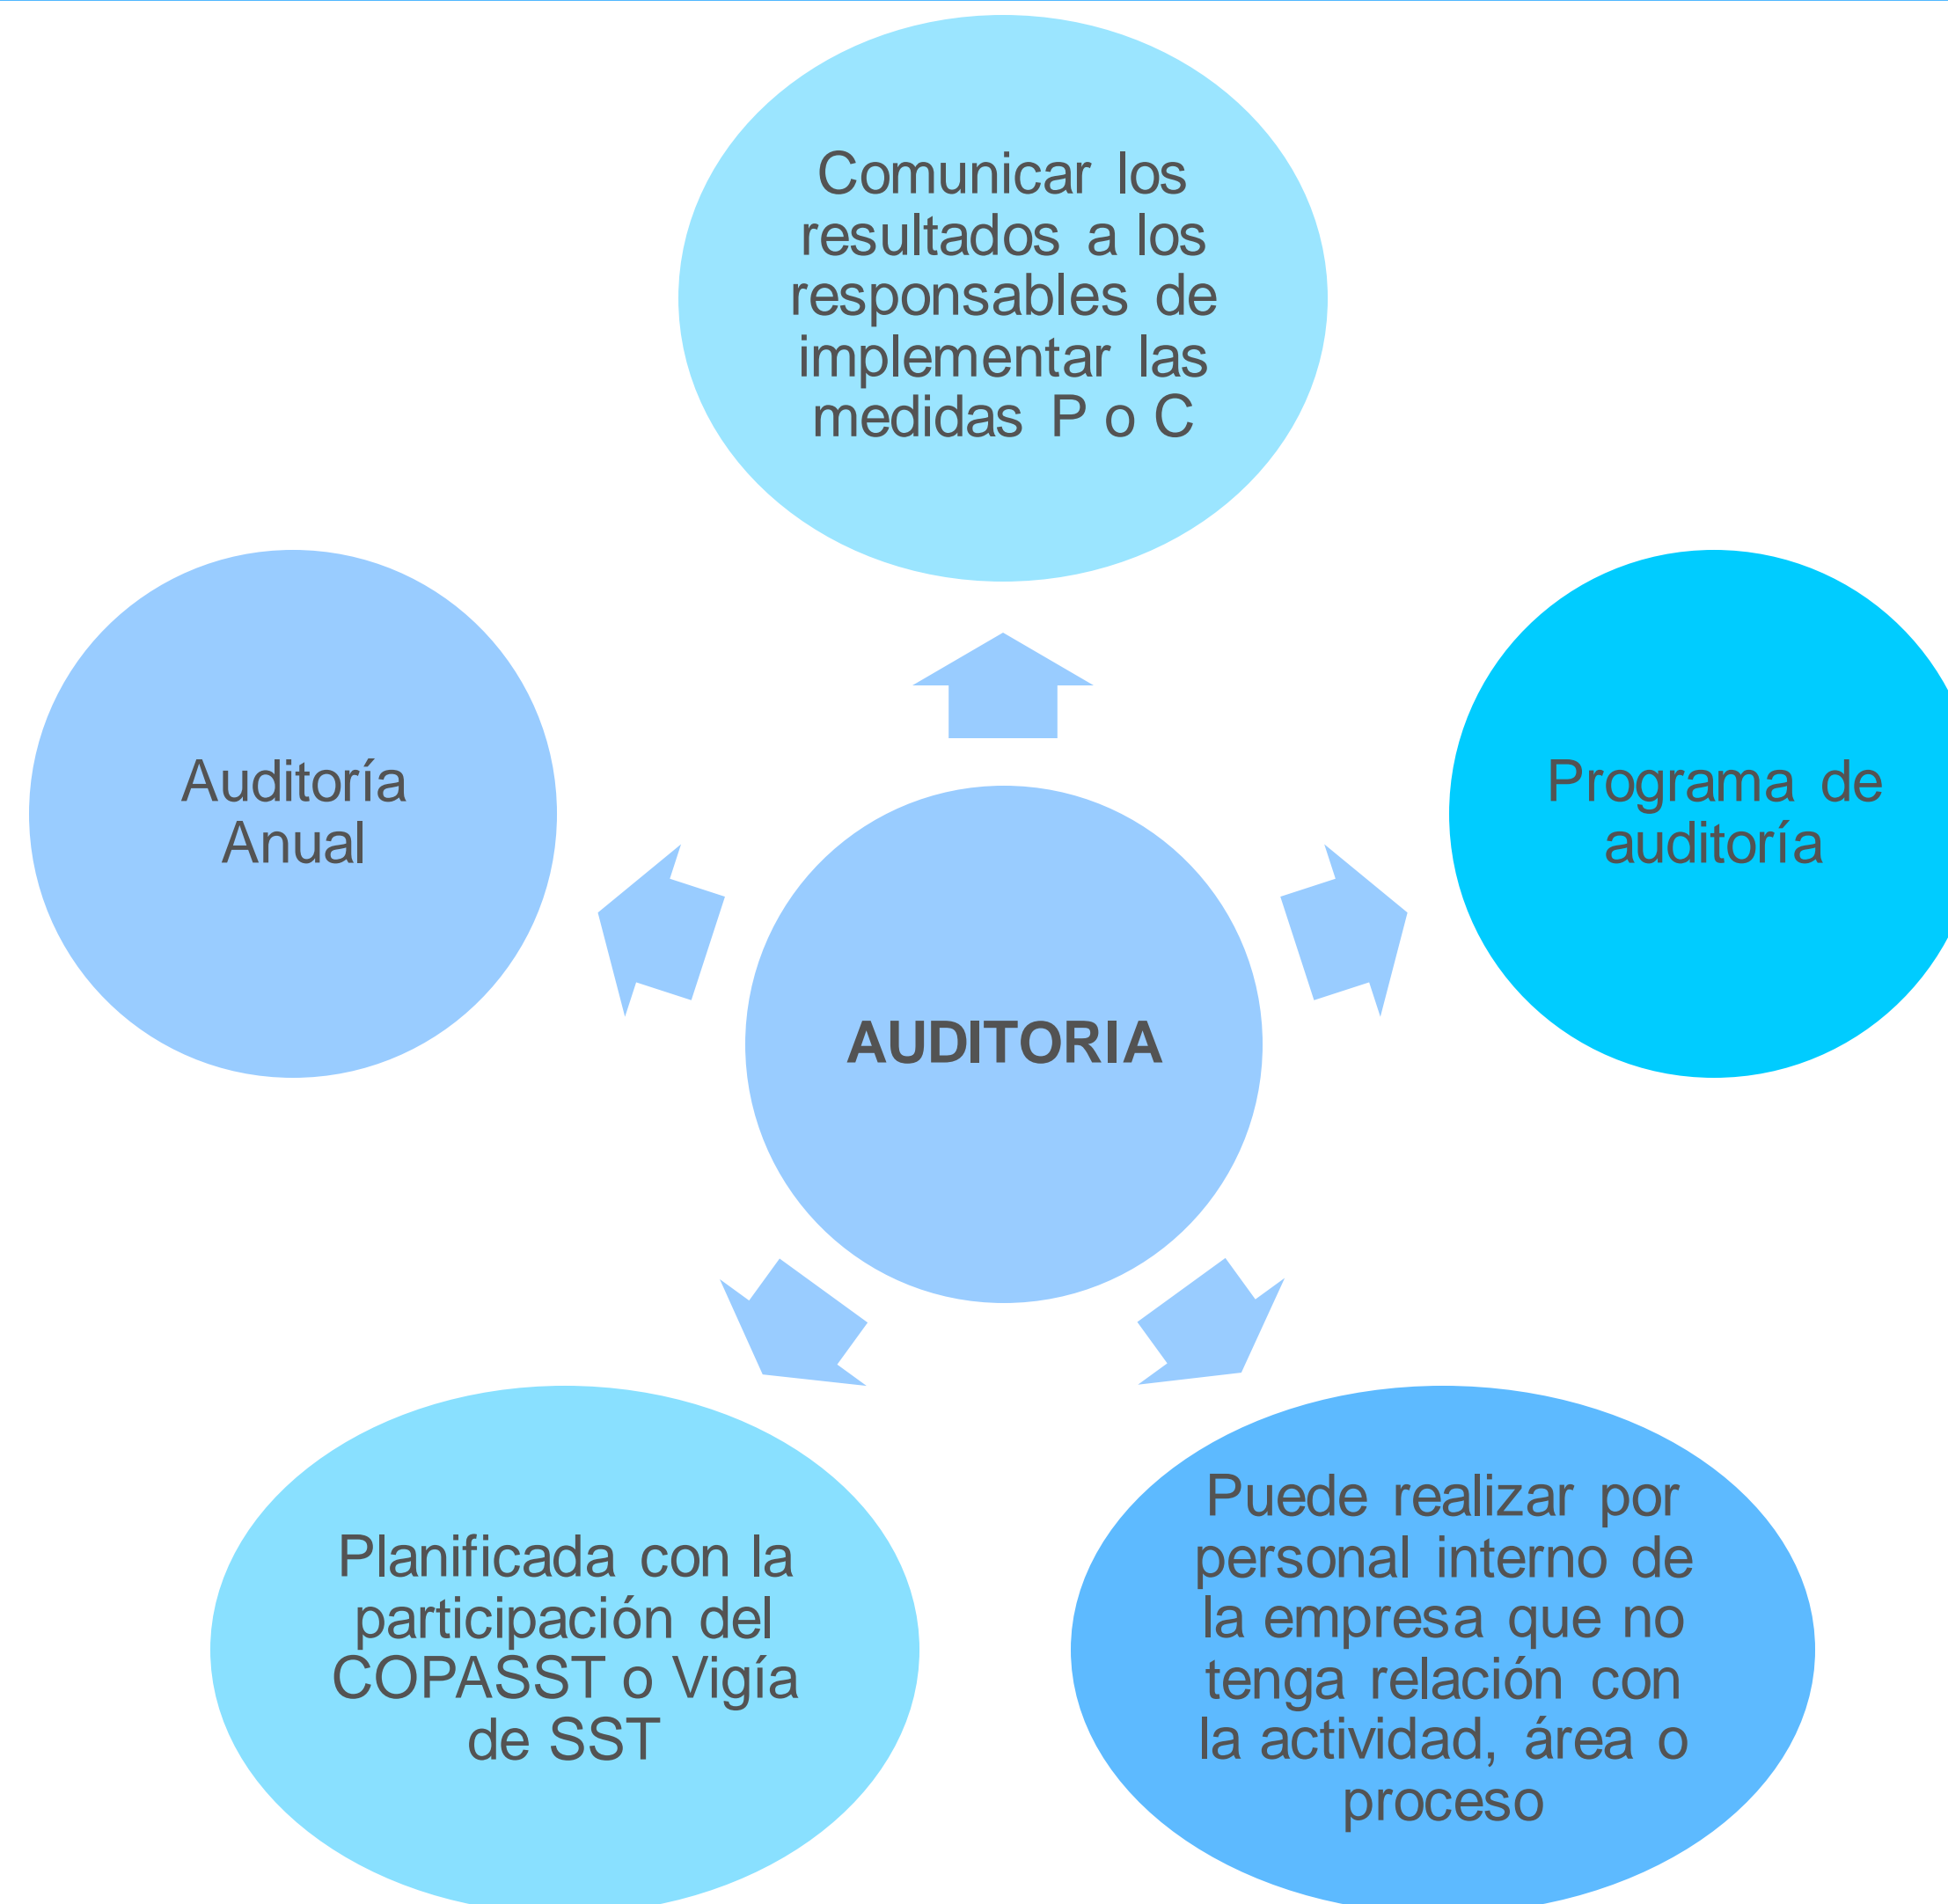 Comunicar los
resultados a los
responsables de
implementar las
medidas P o C
Auditoría
Anual
Programa de
auditoría
AUDITORIA
Planificada con la
participación del
COPASST o Vigía
de SST
Puede realizar por
personal interno de
la empresa que no
tenga relación con
la actividad, área o
proceso